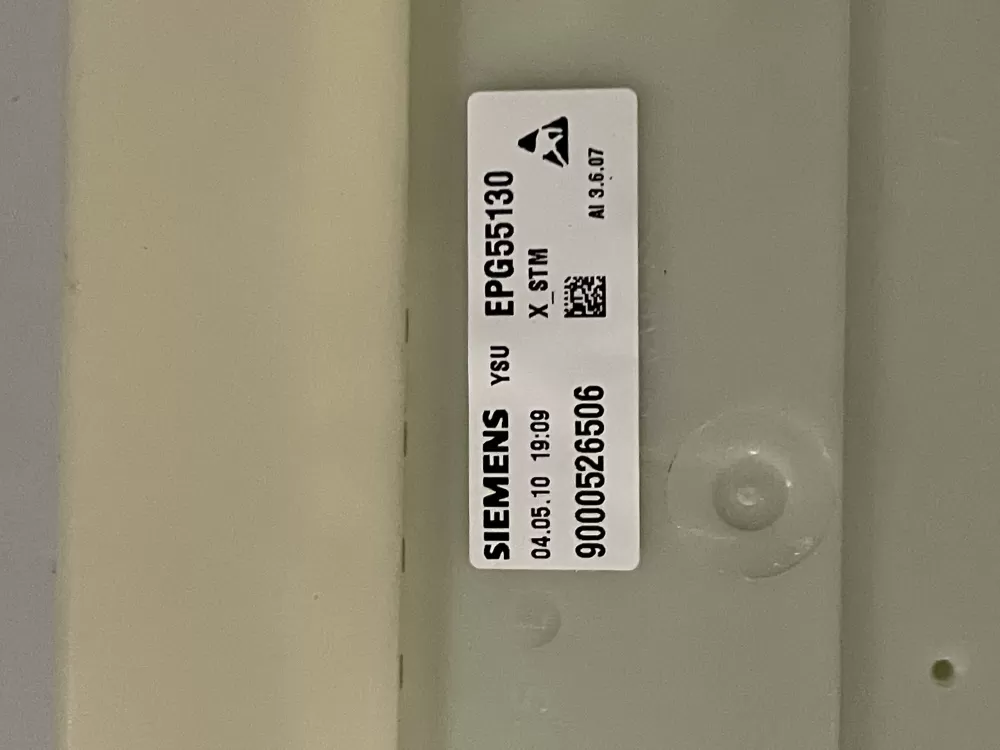 SIEMENS YSU EPG55130
04.05.10 19:09 X_STM
9000526506 AI 3.6.07